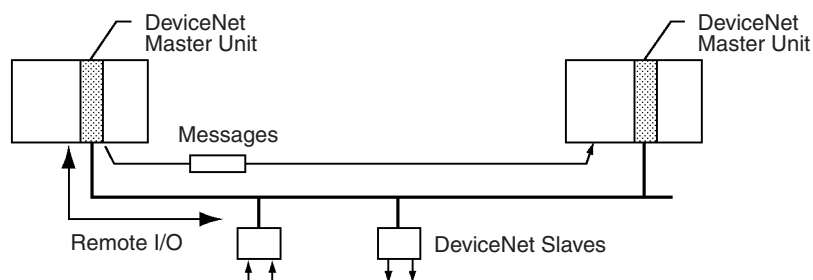 DeviceNet
Master Unit
DeviceNet
Master Unit
Messages
Remote I/O
DeviceNet Slaves